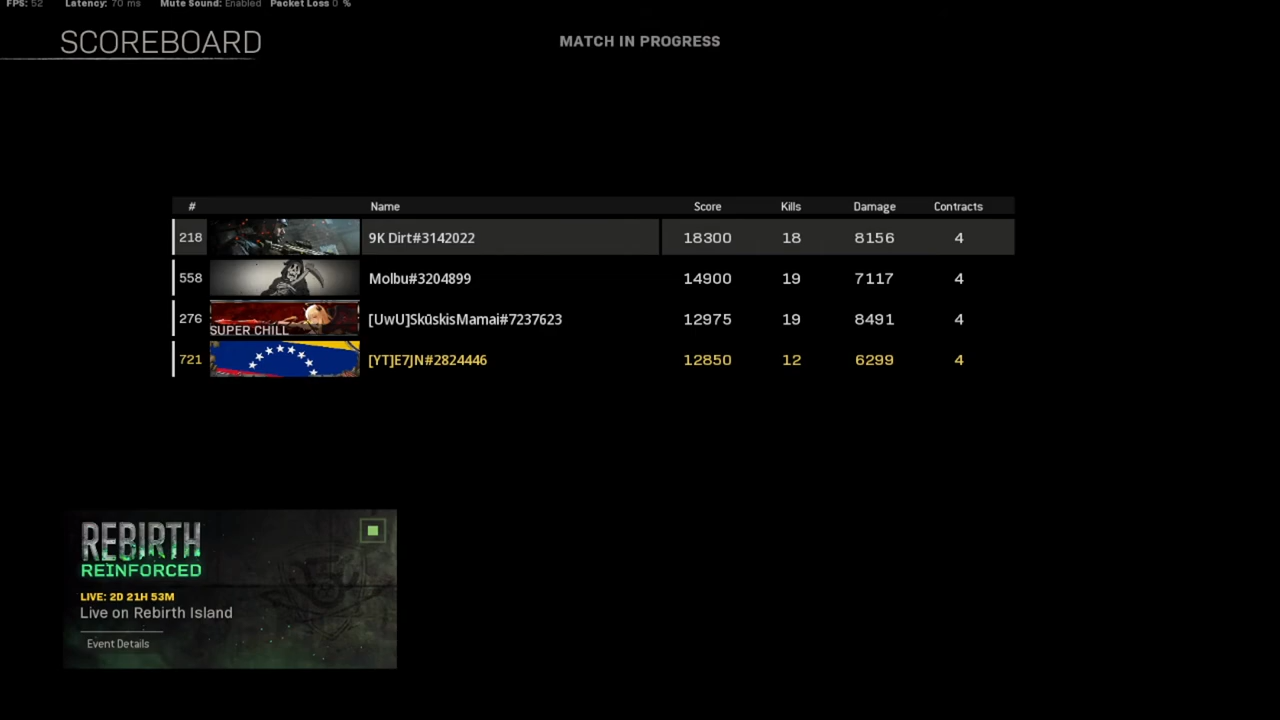 FPS: 52 Latency: 70 ms Mute Sound: Enabled Packet Loss 0 %
SCOREBOARD
MATCH IN PROGRESS
# Name Score Kills Damage Contracts
218 9K Dirt#3142022 18300 18 8156 4
558 Molbu#3204899 14900 19 7117 4
276 SUPER CHILL [UwU]SkūskisMamai#7237623 12975 19 8491 4
721 [YT]E7JN#2824446 12850 12 6299 4
REBIRTH
REINFORCED
LIVE: 2D 21H 53M
Live on Rebirth Island
Event Details